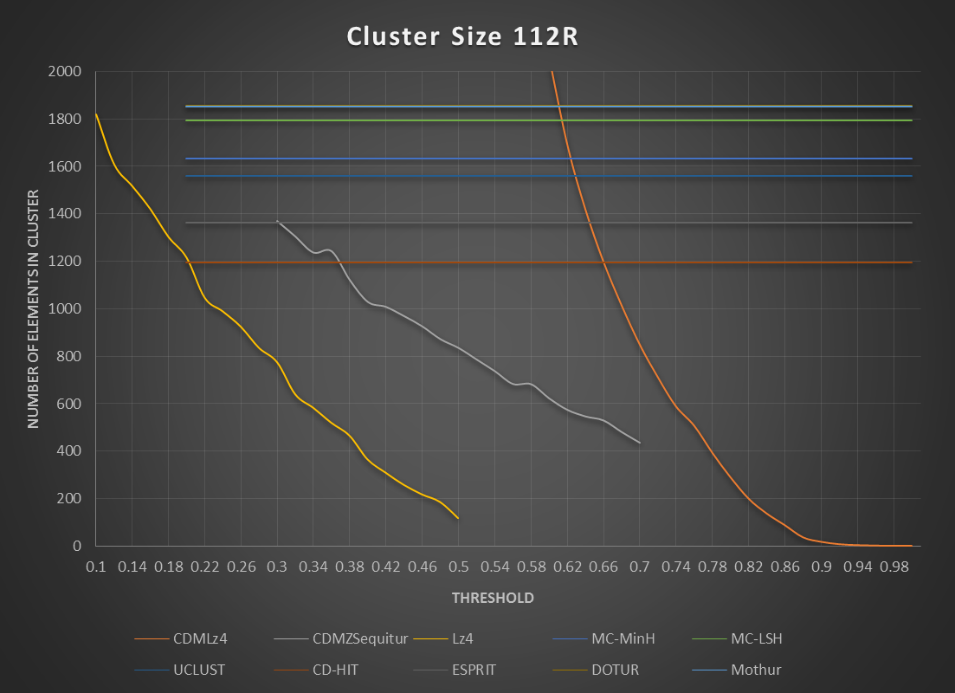 Cluster Size 112R
2000
1800
1600
1400
1200
1000
800
600
400
200
0
NUMBER OF ELEMENTS IN CLUSTER
0.1 0.14 0.18 0.22 0.26 0.3 0.34 0.38 0.42 0.46 0.5 0.54 0.58 0.62 0.66 0.7 0.74 0.78 0.82 0.86 0.9 0.94 0.98
THRESHOLD
CDMLz4 CDMZSequitur Lz4 MC-MinH MC-LSH
UCLUST CD-HIT ESPRIT DOTUR Mothur